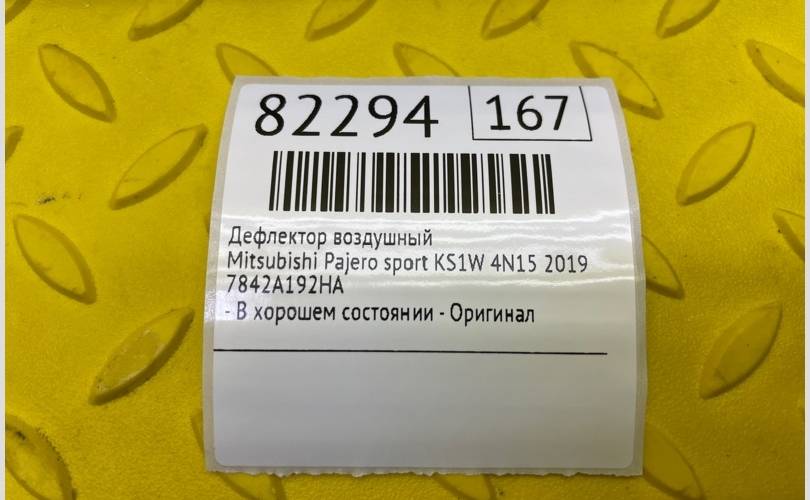 82294 167
Дефлектор воздушный
Mitsubishi Pajero sport KS1W 4N15 2019
7842A192HA
- В хорошем состоянии - Оригинал